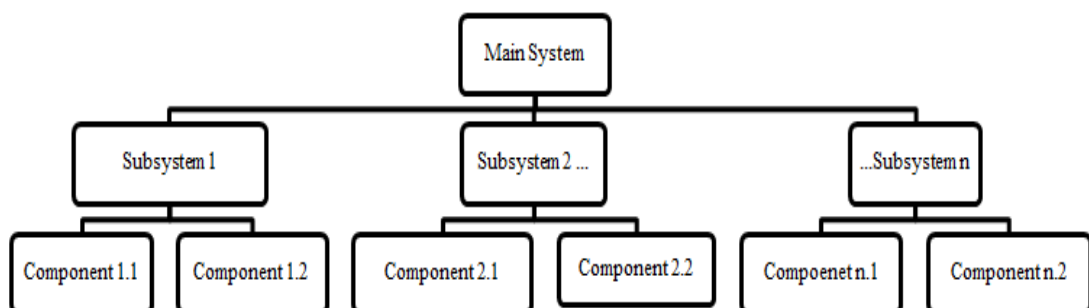 Main System
Subsystem 1
Subsystem 2 ...
...Subsystem n
Component 1.1
Component 1.2
Component 2.1
Component 2.2
Compoenet n.1
Component n.2